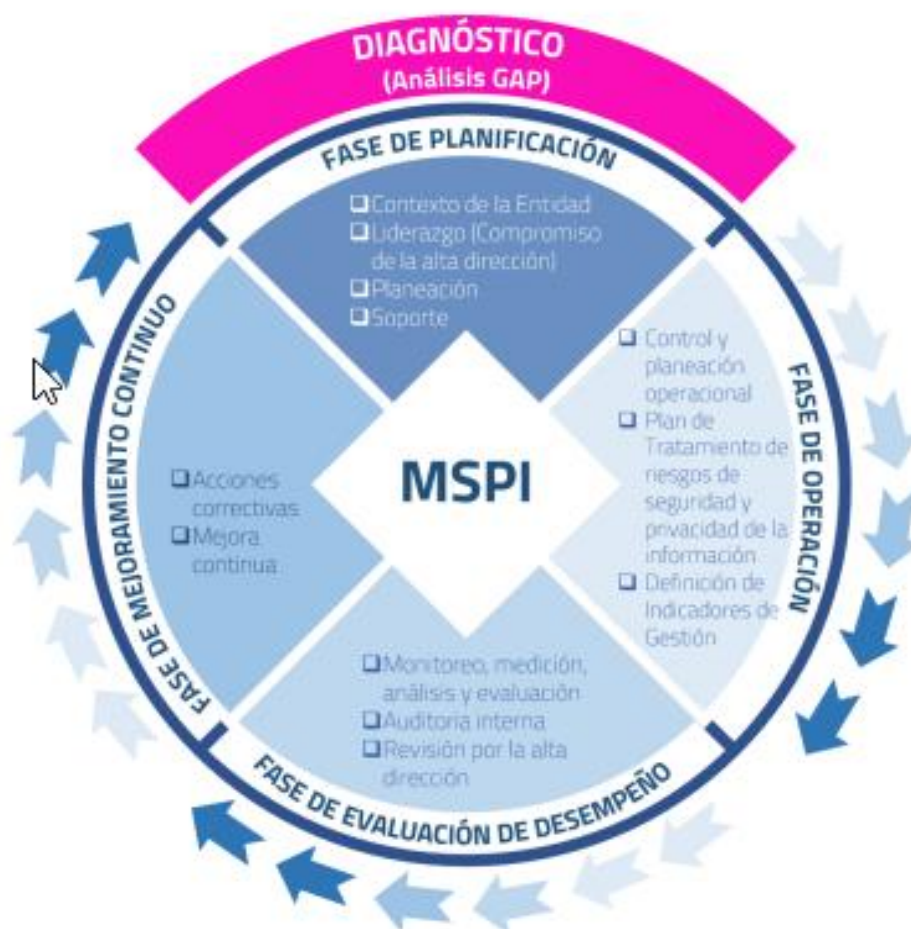 DIAGNÓSTICO
(Análisis GAP)
FASE DE PLANIFICACIÓN
❑Contexto de la Entidad
❑Liderazgo (Compromiso
de la alta dirección)
❑Planeación
❑Soporte
FASE DE OPERACIÓN
❑ Control y
planeación
operacional
❑ Plan de
Tratamiento de
riesgos de
seguridad y
privacidad de la
información
❑ Definición de
Indicadores de
Gestión
MSPI
FASE DE EVALUACIÓN DE DESEMPEÑO
❑Monitoreo, medición,
análisis y evaluación
❑Auditoria interna
❑Revisión por la alta
dirección
FASE DE MEJORAMIENTO CONTINUO
❑Acciones
correctivas
❑Mejora
continua